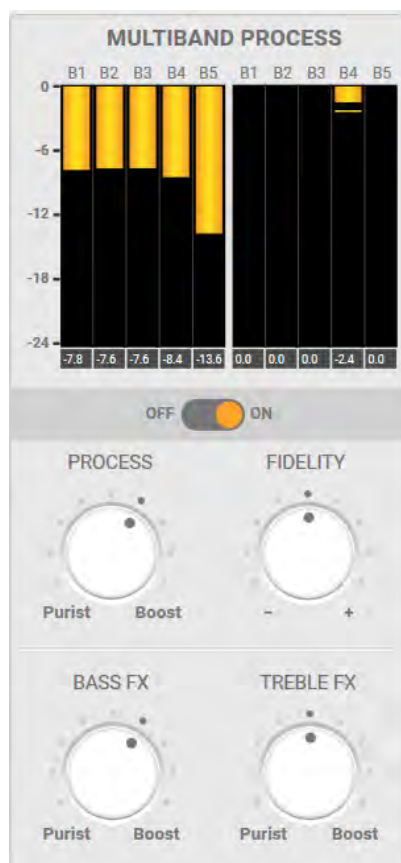 MULTIBAND PROCESS
B1 B2 B3 B4 B5 B1 B2 B3 B4 B5
0
-6
-12
-18
-24
-7.8 -7.6 -7.6 -8.4 -13.6 0.0 0.0 0.0 -2.4 0.0
OFF ON
PROCESS FIDELITY
Purist Boost - +
BASS FX TREBLE FX
Purist Boost Purist Boost